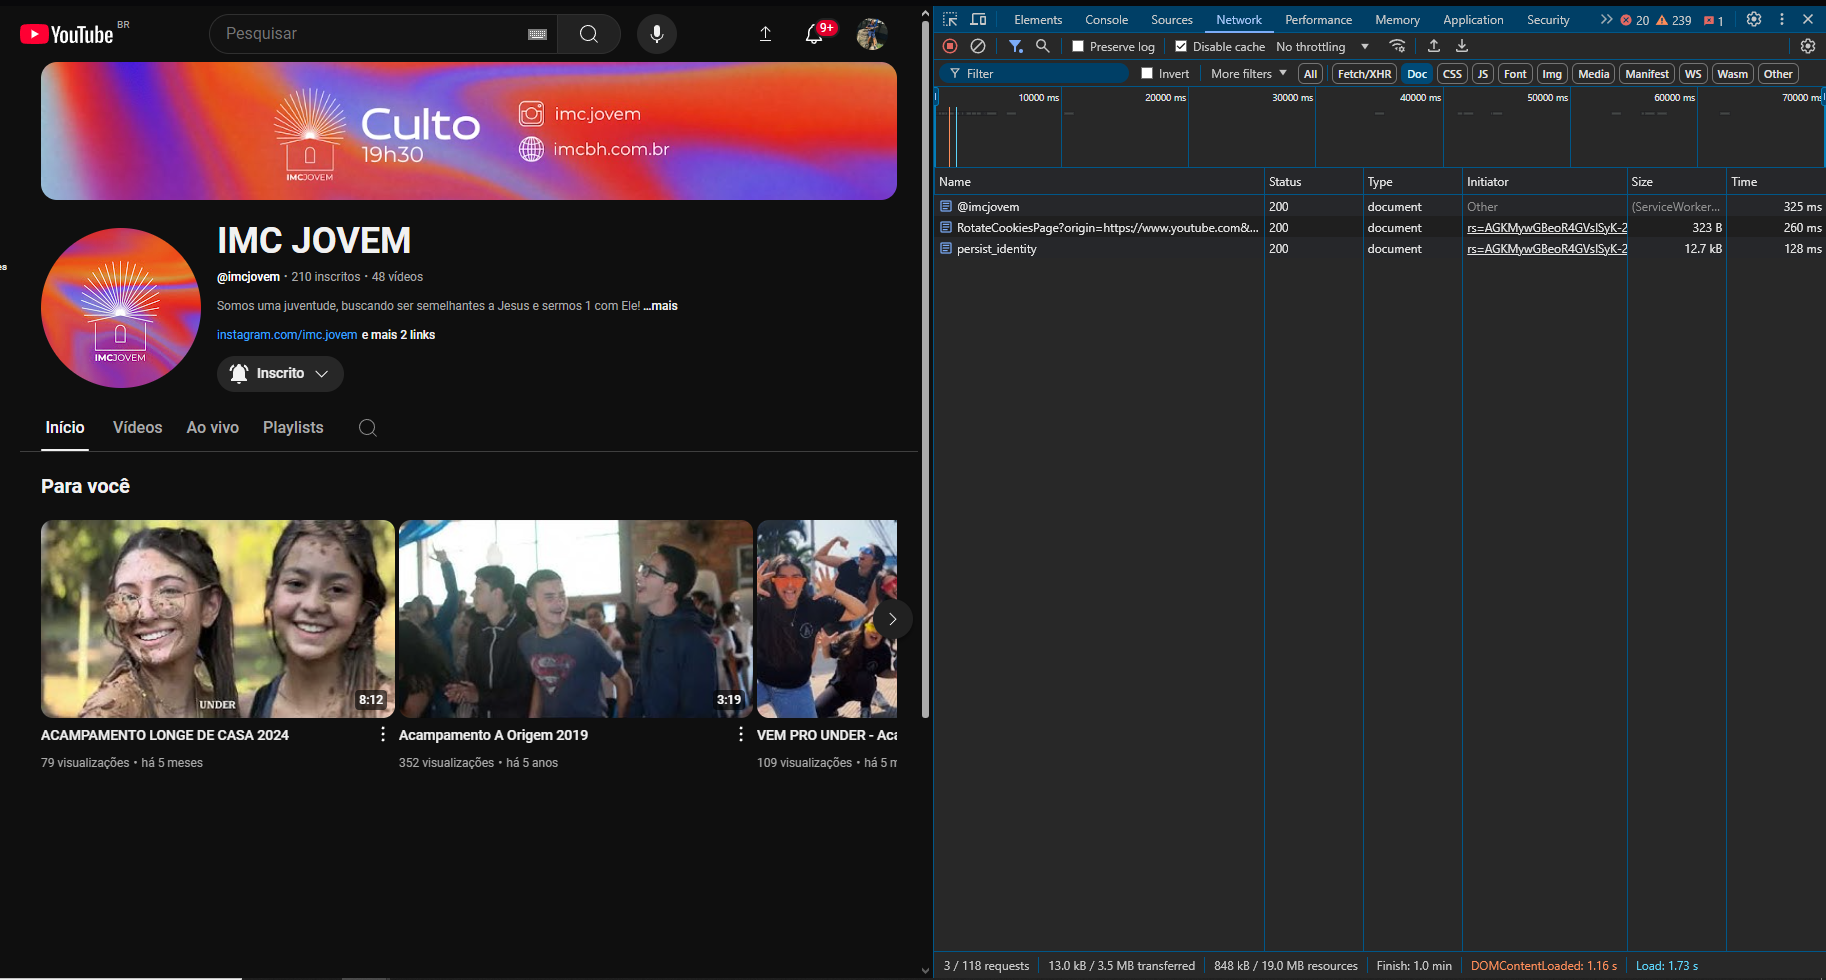 YouTube BR
Pesquisar
9+
Culto
19h30
IMCJOVEM
imc.jovem
imcbh.com.br
IMCJOVEM
IMC JOVEM
@imcjovem • 210 inscritos • 48 vídeos
Somos uma juventude, buscando ser semelhantes a Jesus e sermos 1 com Ele! ...mais
instagram.com/imc.jovem e mais 2 links
Inscrito
Início Vídeos Ao vivo Playlists
Para você
UNDER
8:12
3:19
ACAMPAMENTO LONGE DE CASA 2024
79 visualizações • há 5 meses
Acampamento A Origem 2019
352 visualizações • há 5 anos
VEM PRO UNDER - Aca
109 visualizações • há 5 m
Elements Console Sources Network Performance Memory Application Security 20 239 1
Preserve log Disable cache No throttling
Filter Invert More filters All Fetch/XHR Doc CSS JS Font Img Media Manifest WS Wasm Other
10000 ms 20000 ms 30000 ms 40000 ms 50000 ms 60000 ms 70000 ms
Name Status Type Initiator Size Time
@imcjovem 200 document Other (ServiceWorker... 325 ms
RotateCookiesPage?origin=https://www.youtube.com&... 200 document rs=AGKMywGBeoR4GVsISyK-2 323 B 260 ms
persist_identity 200 document rs=AGKMywGBeoR4GVsISyK-2 12.7 kB 128 ms
3 / 118 requests 13.0 kB / 3.5 MB transferred 848 kB / 19.0 MB resources Finish: 1.0 min DOMContentLoaded: 1.16 s Load: 1.73 s